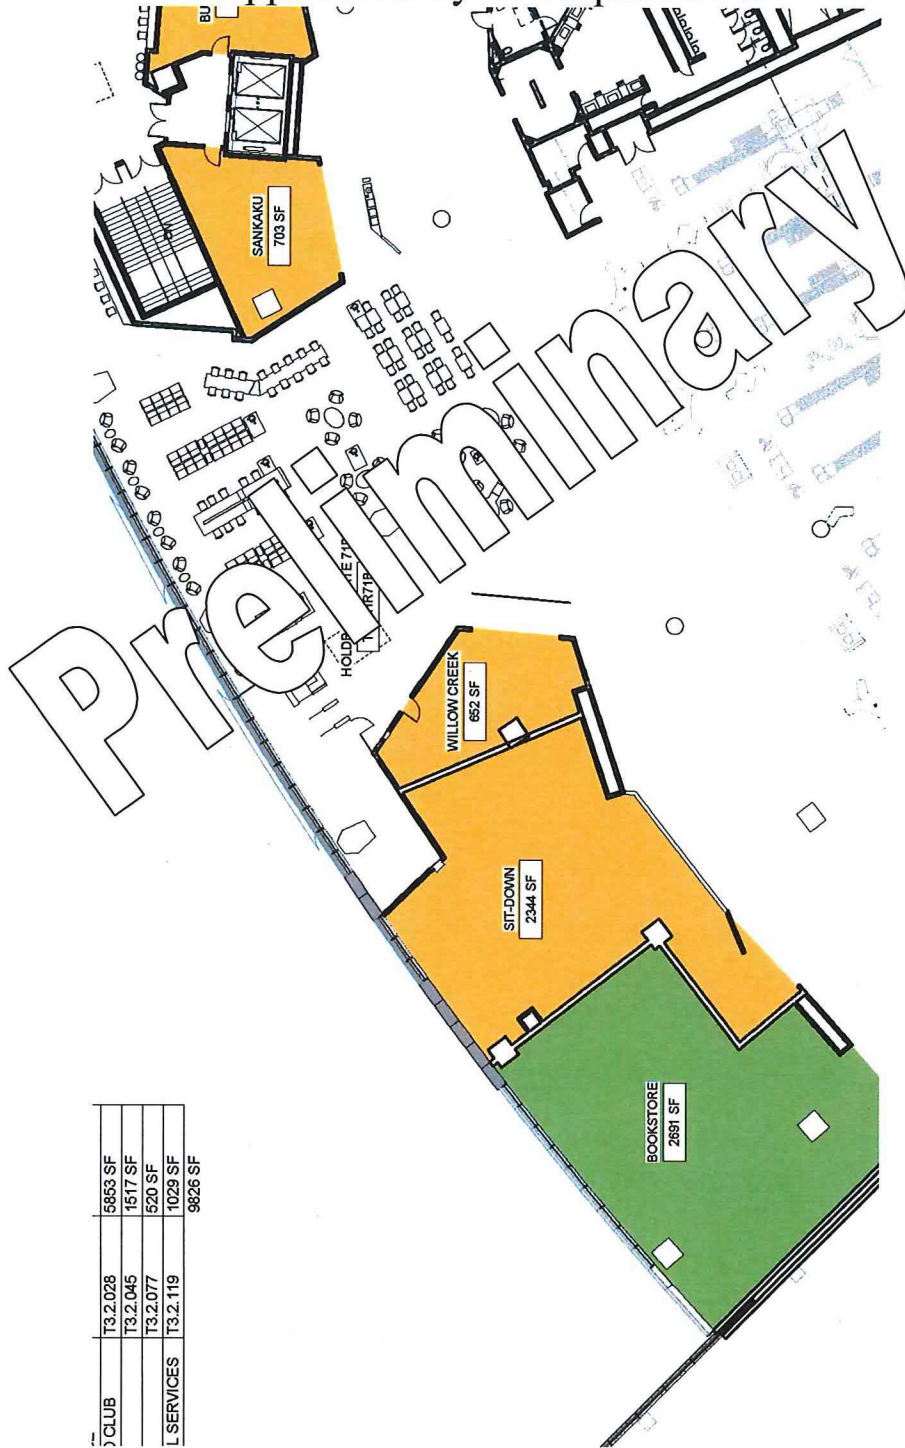 BU
SANKAKU
703 SF
Preliminary
71B
WILLOW CREEK
652 SF
SIT-DOWN
2344 SF
BOOKSTORE
2691 SF
CLUB T3.2.028 5853 SF
T3.2.045 1517 SF
T3.2.077 520 SF
L SERVICES T3.2.119 1029 SF
9826 SF